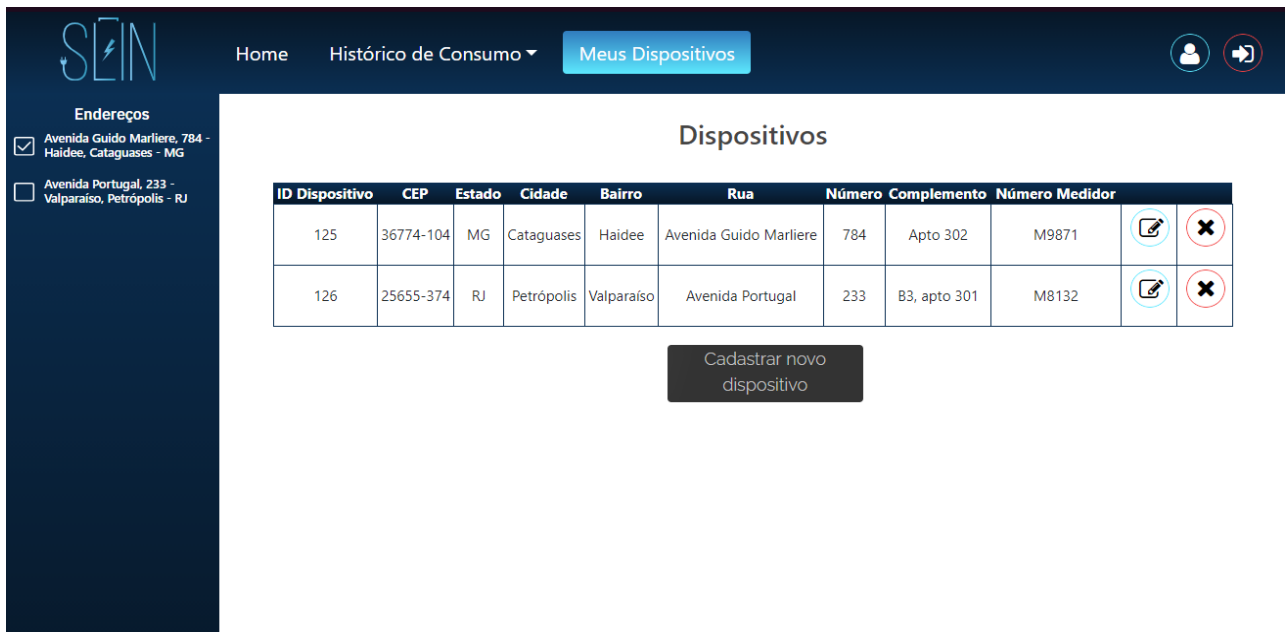 SEIN
Home Histórico de Consumo Meus Dispositivos
Endereços
Avenida Guido Marliere, 784 -
Haidee, Cataguases - MG
Avenida Portugal, 233 -
Valparaíso, Petrópolis - RJ
Dispositivos
ID Dispositivo CEP Estado Cidade Bairro Rua Número Complemento Número Medidor
125 36774-104 MG Cataguases Haidee Avenida Guido Marliere 784 Apto 302 M9871
126 25655-374 RJ Petrópolis Valparaíso Avenida Portugal 233 B3, apto 301 M8132
Cadastrar novo
dispositivo